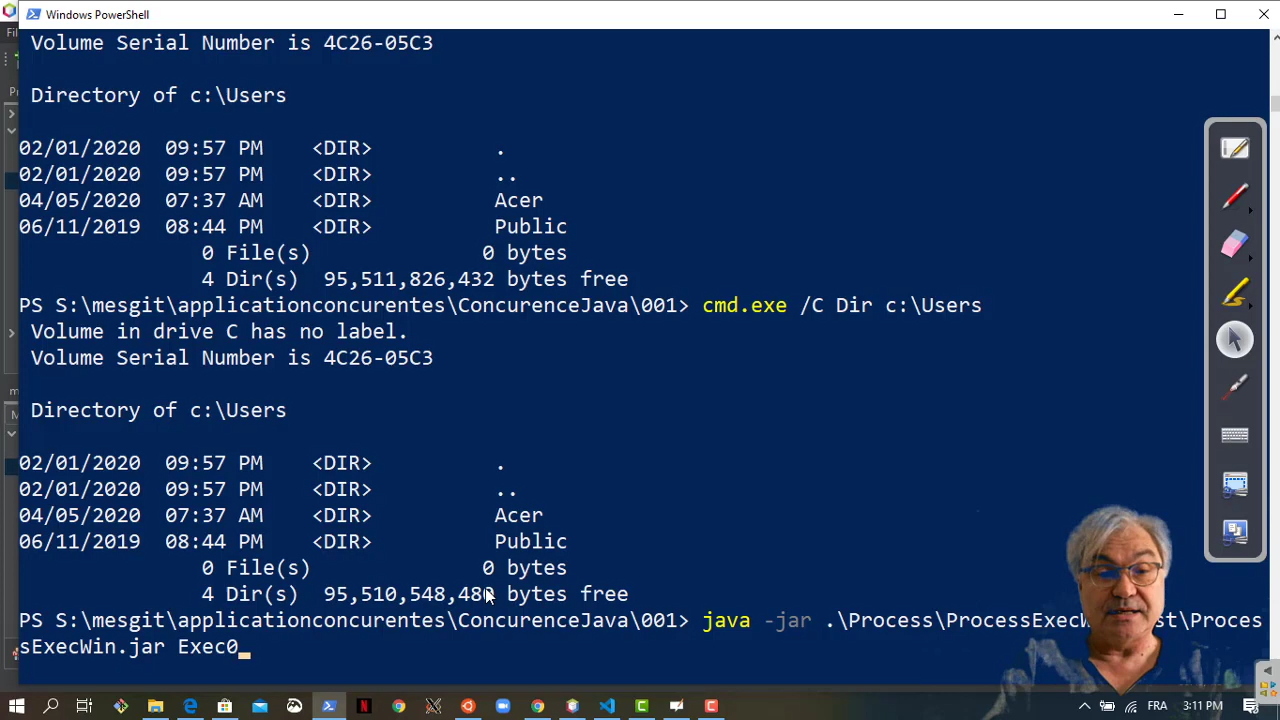 Windows PowerShell
Volume Serial Number is 4C26-05C3
Directory of c:\Users
02/01/2020 09:57 PM <DIR> .
02/01/2020 09:57 PM <DIR> ..
04/05/2020 07:37 AM <DIR> Acer
06/11/2019 08:44 PM <DIR> Public
0 File(s) 0 bytes
4 Dir(s) 95,511,826,432 bytes free
PS S:\mesgit\applicationconcurentes\ConcurenceJava\001> cmd.exe /C Dir c:\Users
Volume in drive C has no label.
Volume Serial Number is 4C26-05C3
Directory of c:\Users
02/01/2020 09:57 PM <DIR> .
02/01/2020 09:57 PM <DIR> ..
04/05/2020 07:37 AM <DIR> Acer
06/11/2019 08:44 PM <DIR> Public
0 File(s) 0 bytes
4 Dir(s) 95,510,548,480 bytes free
PS S:\mesgit\applicationconcurentes\ConcurenceJava\001> java -jar .\Process\ProcessExecW st\Proces
sExecWin.jar Exec0_
FRA 3:11 PM